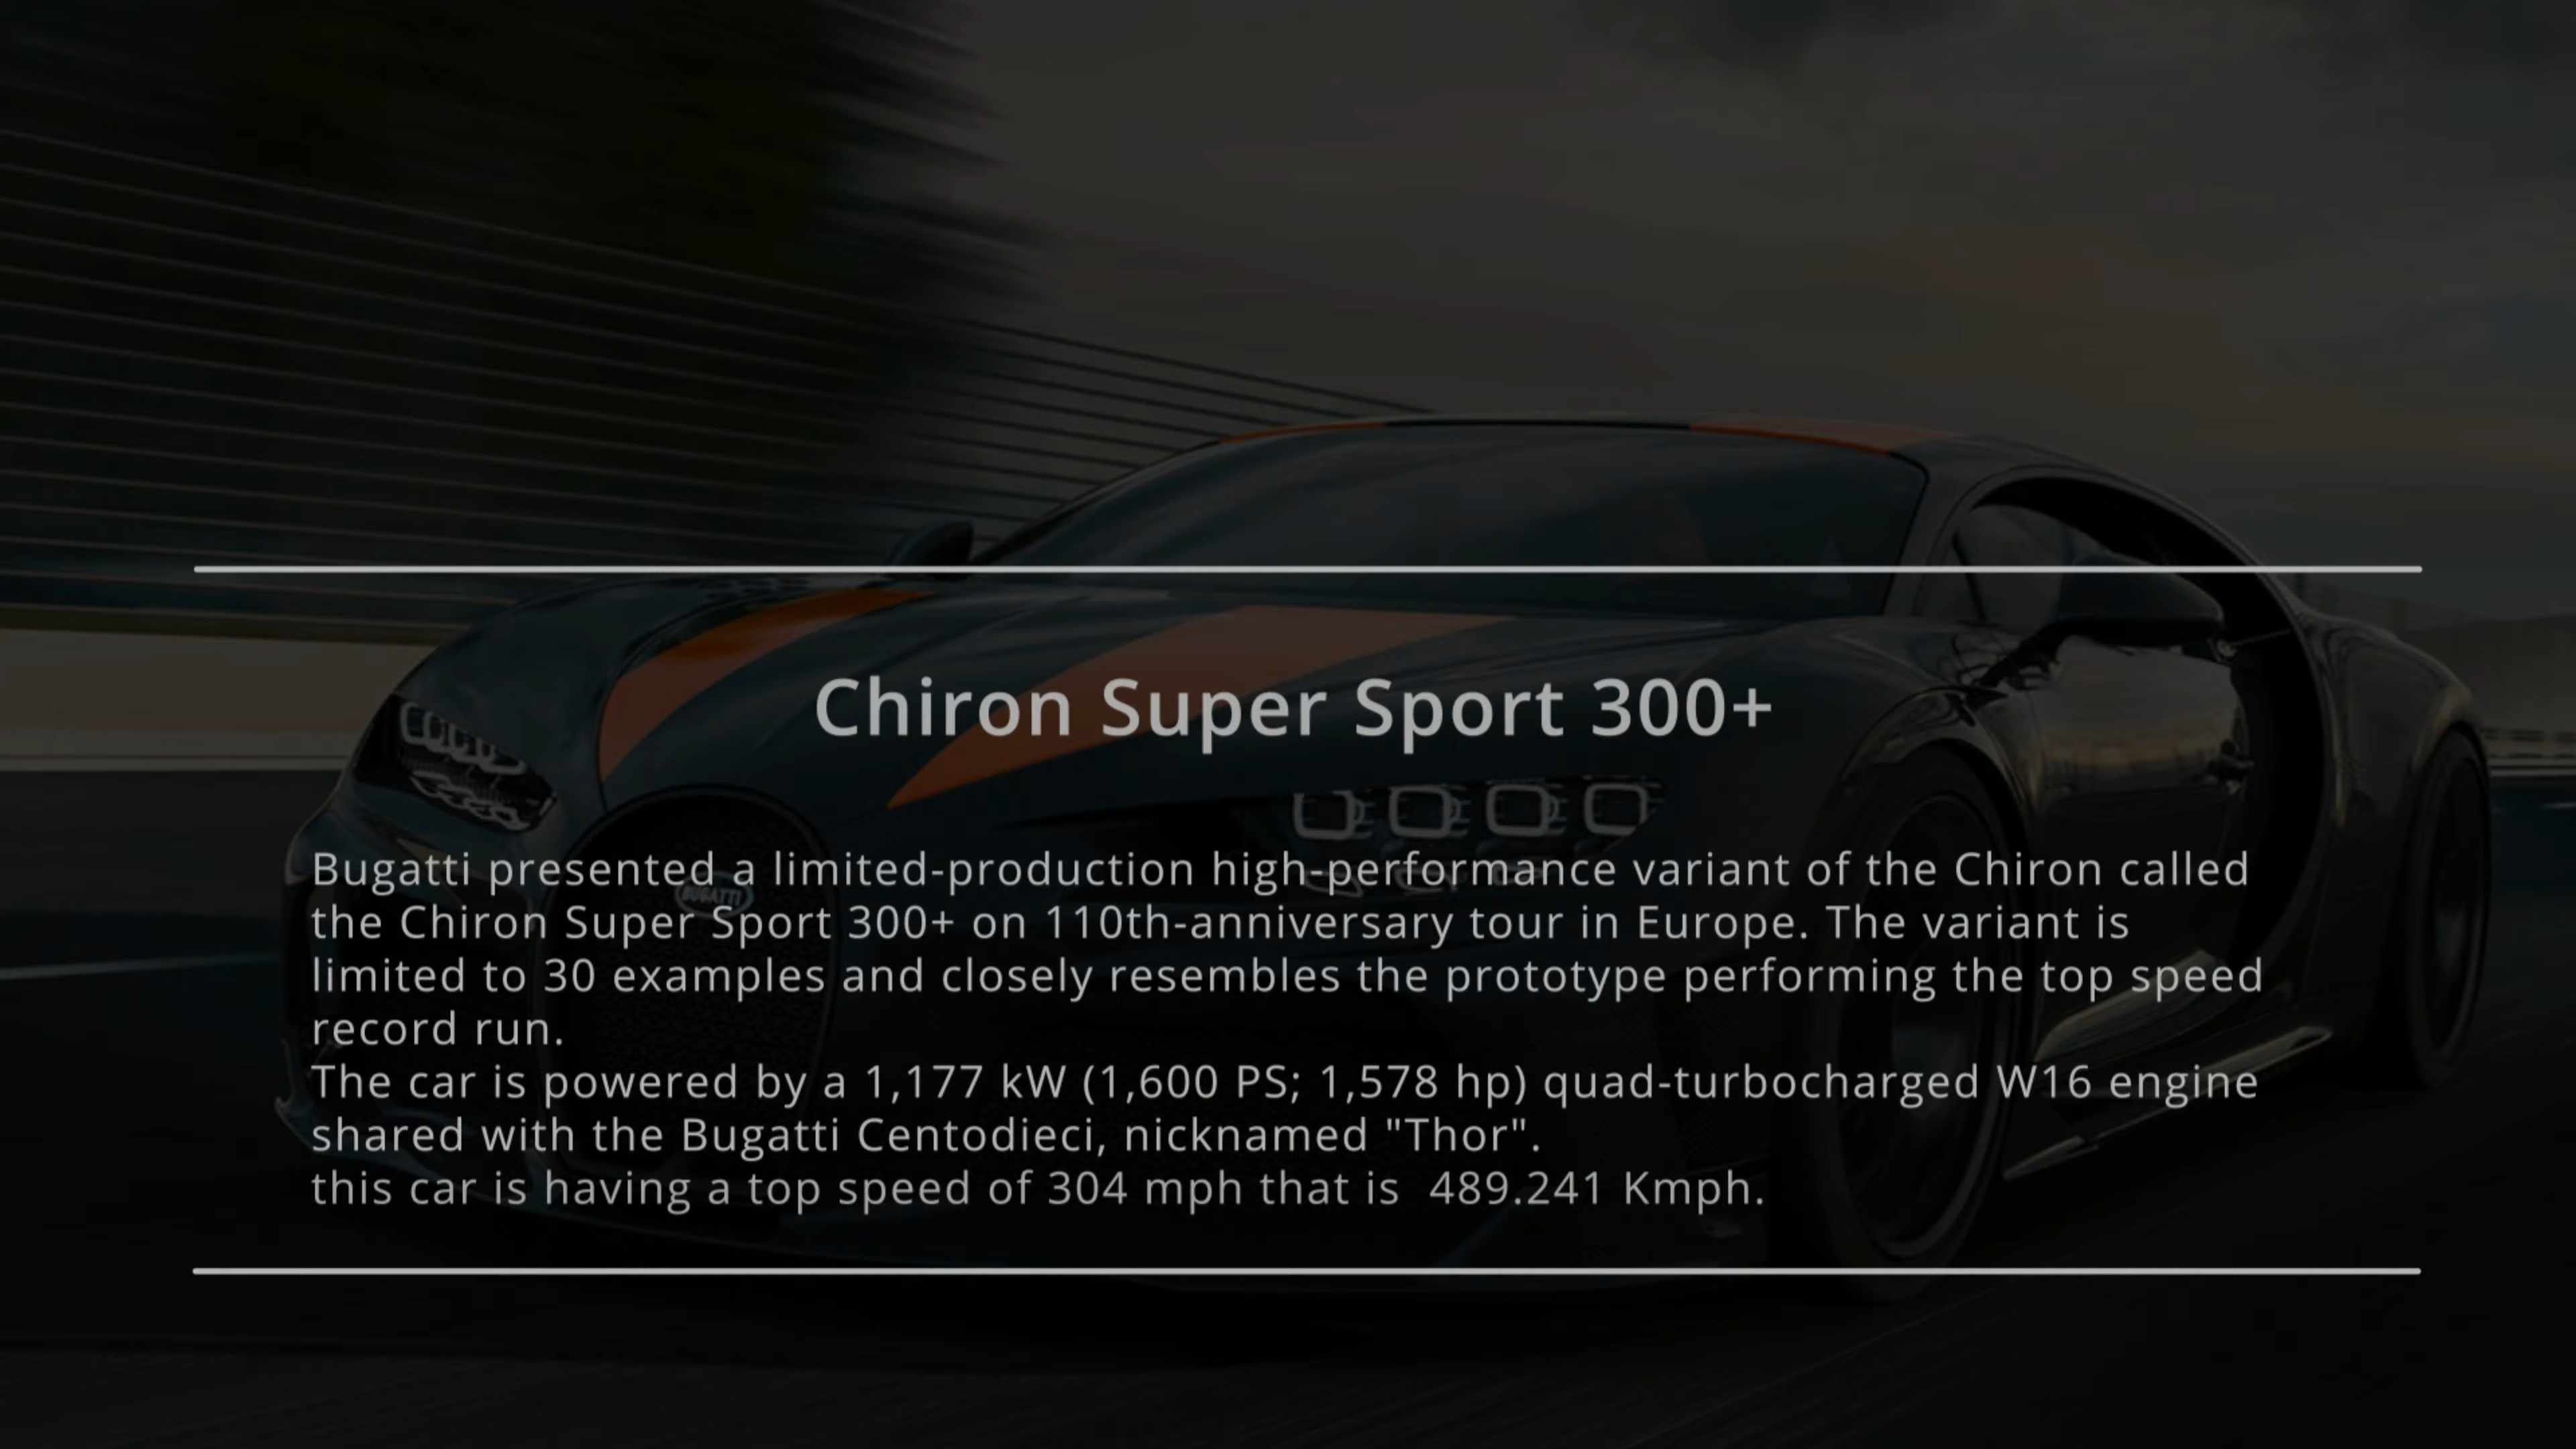 Chiron Super Sport 300+
Bugatti presented a limited-production high-performance variant of the Chiron called
the Chiron Super Sport 300+ on 110th-anniversary tour in Europe. The variant is
limited to 30 examples and closely resembles the prototype performing the top speed
BUGATTI
record run.
The car is powered by a 1,177 kW (1,600 PS; 1,578 hp) quad-turbocharged W16 engine
shared with the Bugatti Centodieci, nicknamed "Thor".
this car is having a top speed of 304 mph that is  489.241 Kmph.